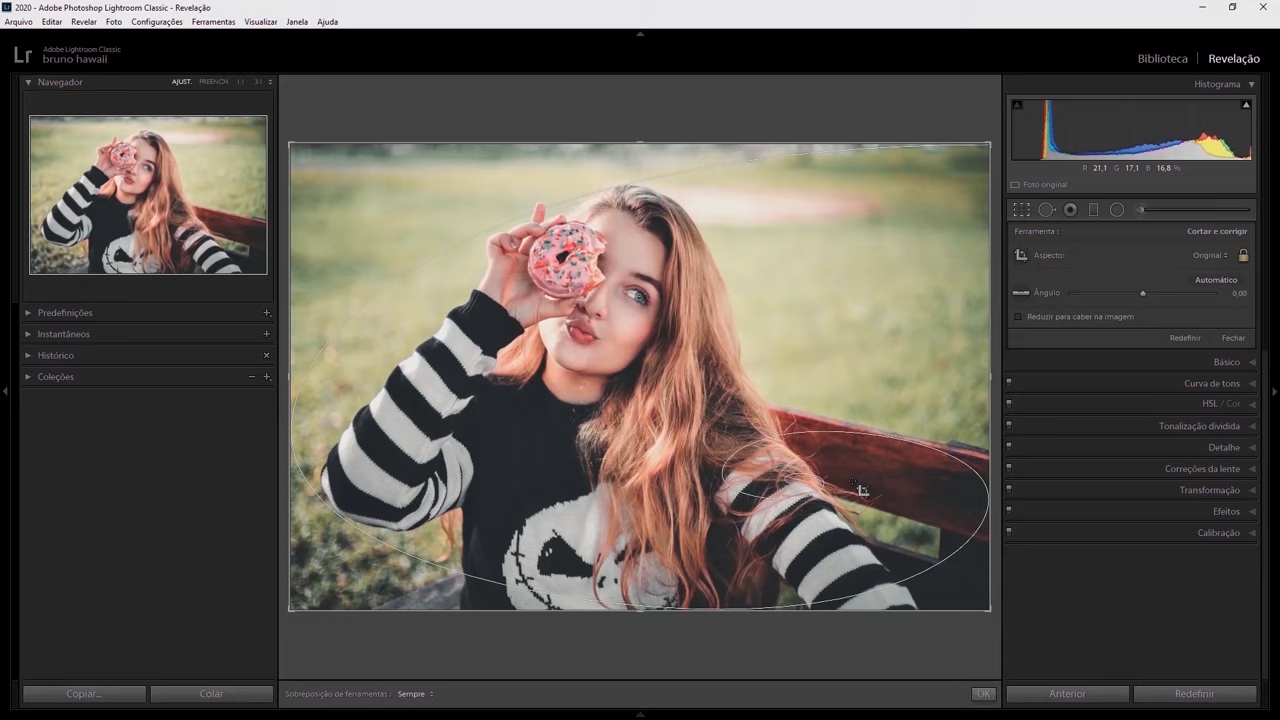 2020 - Adobe Photoshop Lightroom Classic - Revelação
Arquivo Editar Revelar Foto Configurações Ferramentas Visualizar Janela Ajuda
Lr Adobe Lightroom Classic
bruno hawaii
Biblioteca | Revelação
Navegador AJUST. PREENCH. 1:1 3:1
Histograma
R 21,1 G 17,1 B 16,8 %
Foto original
Ferramenta : Cortar e corrigir
Aspecto: Original
Automático
Ângulo 0,00
Reduzir para caber na imagem
Redefinir Fechar
Predefinições
Instantâneos
Histórico
Coleções
Básico
Curva de tons
HSL / Cor
Tonalização dividida
Detalhe
Correções da lente
Transformação
Efeitos
Calibração
Copiar... Colar
Sobreposição de ferramentas : Sempre OK
Anterior Redefinir